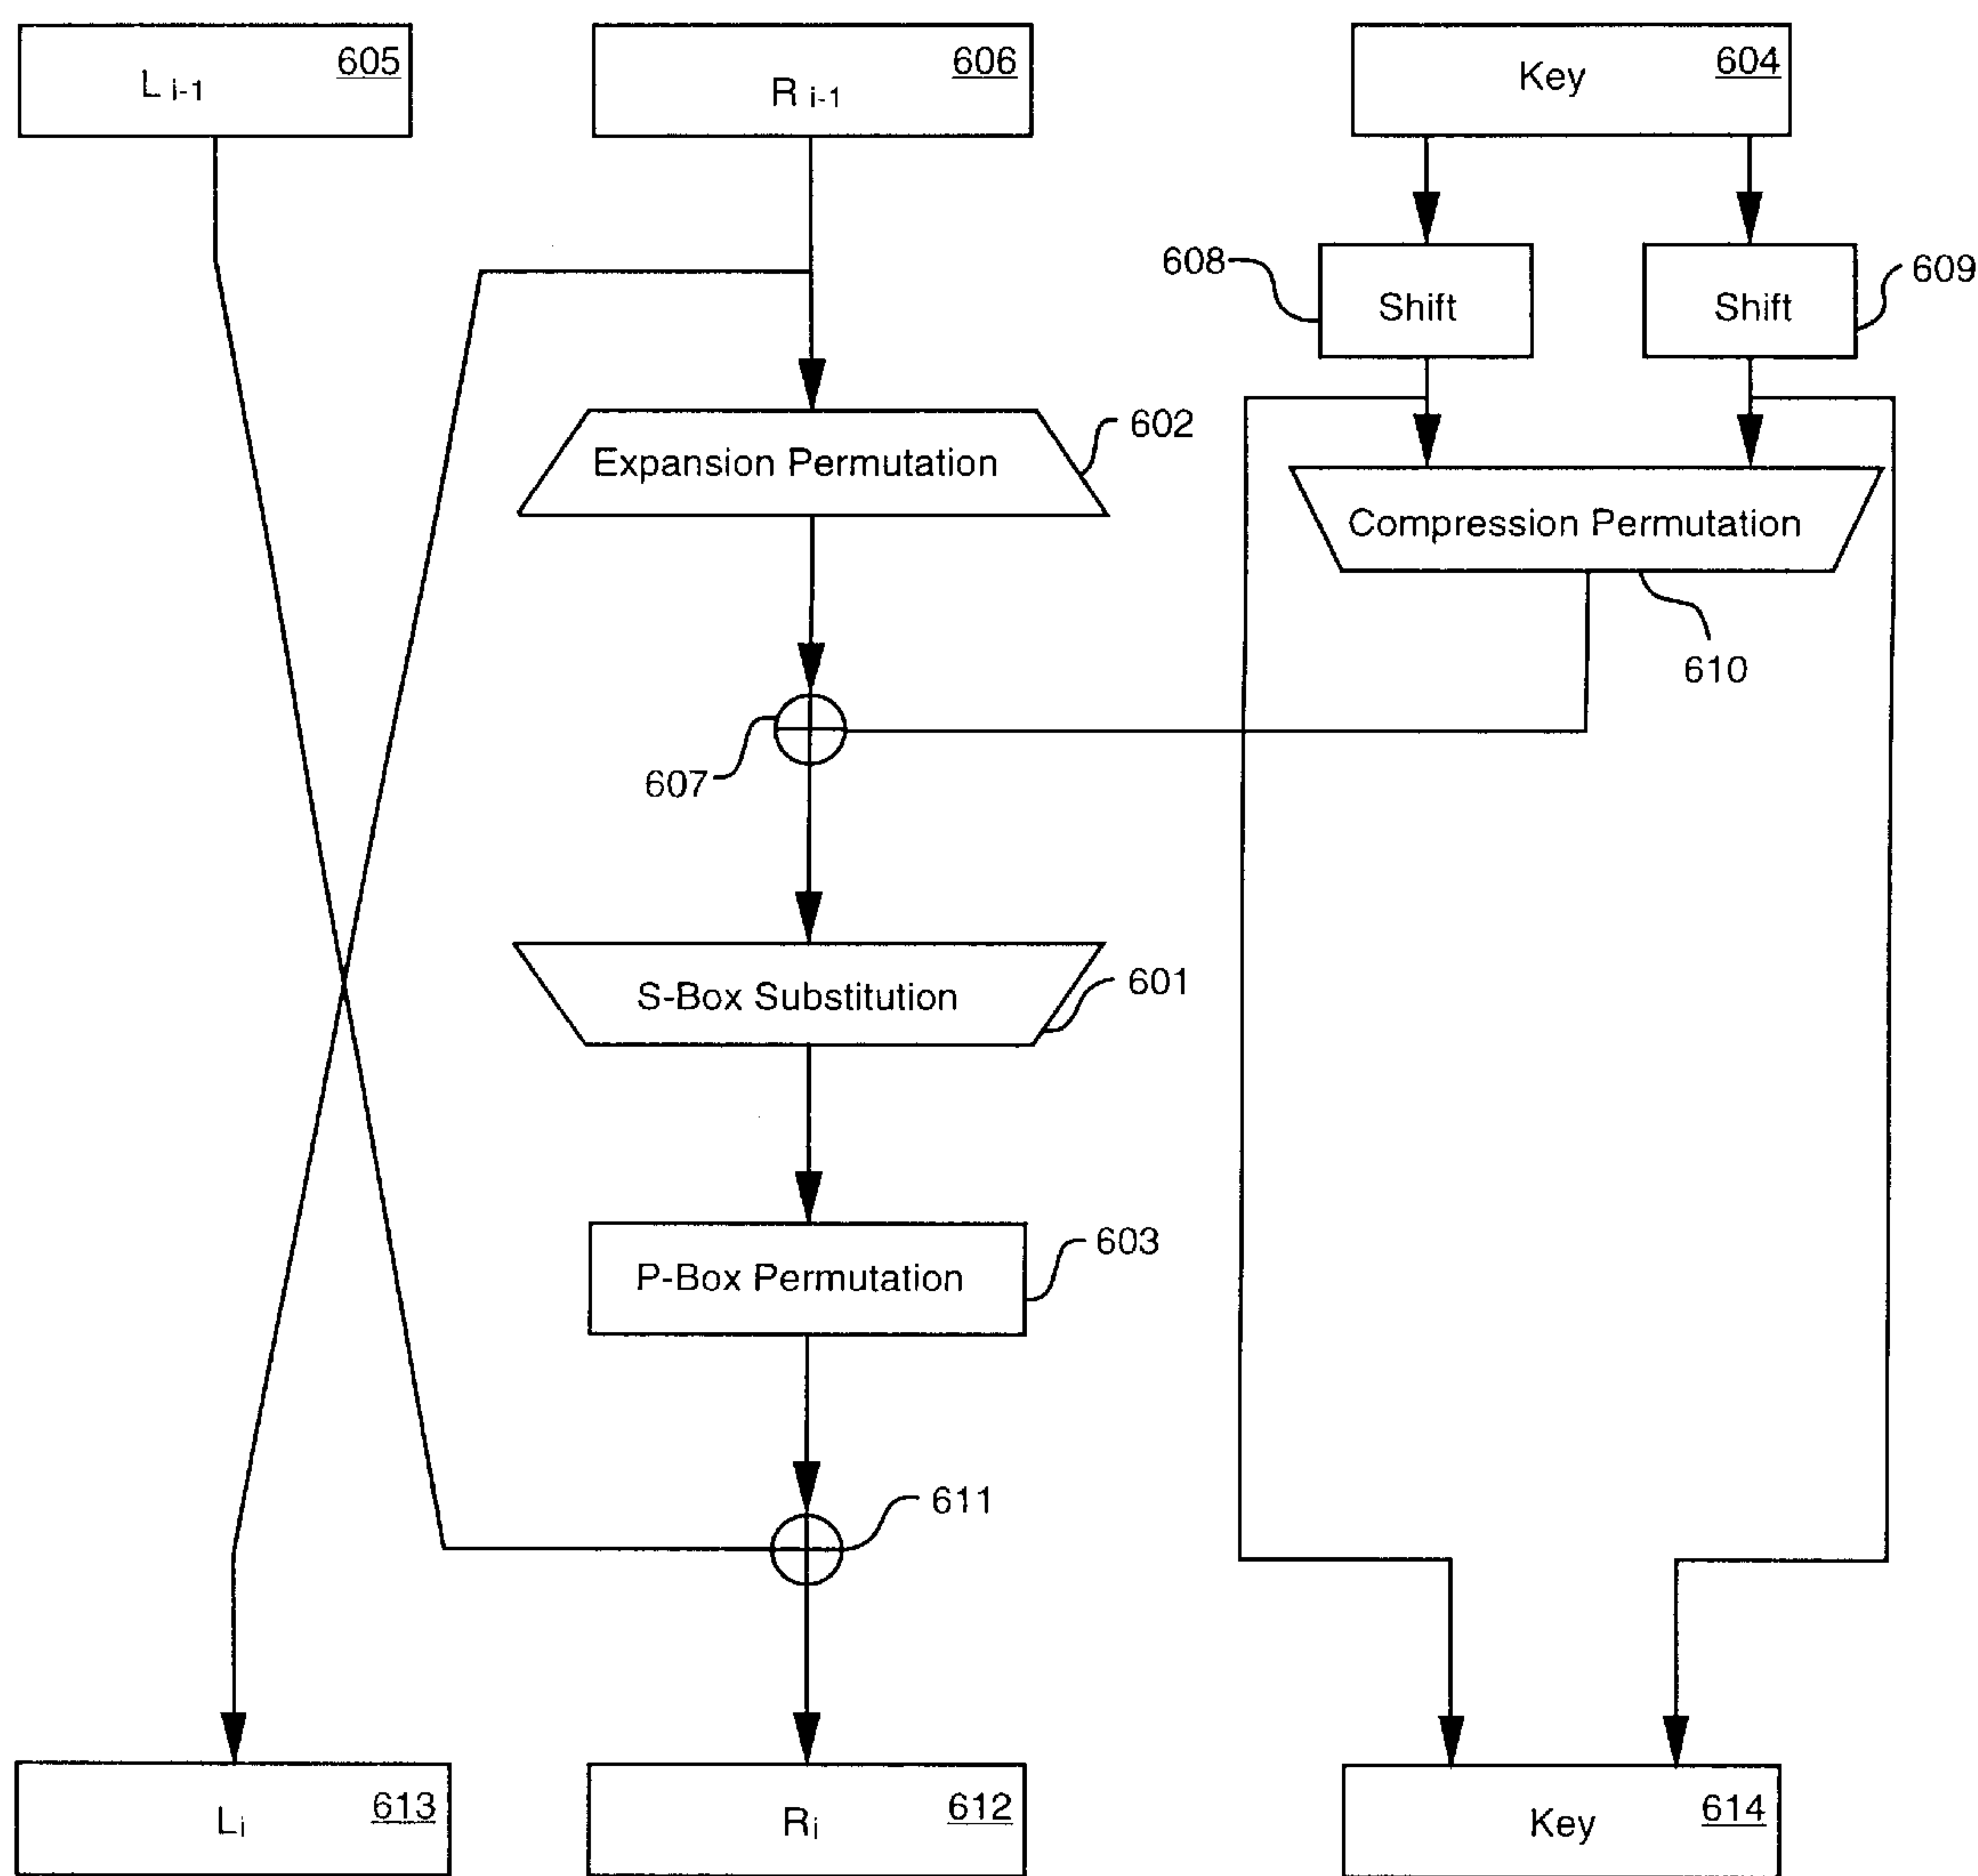 L i-1 605
R i-1 606
Key 604
608
Shift
Shift
609
Expansion Permutation
602
Compression Permutation
610
607
S-Box Substitution
601
P-Box Permutation
603
611
Li 613
Ri 612
Key 614